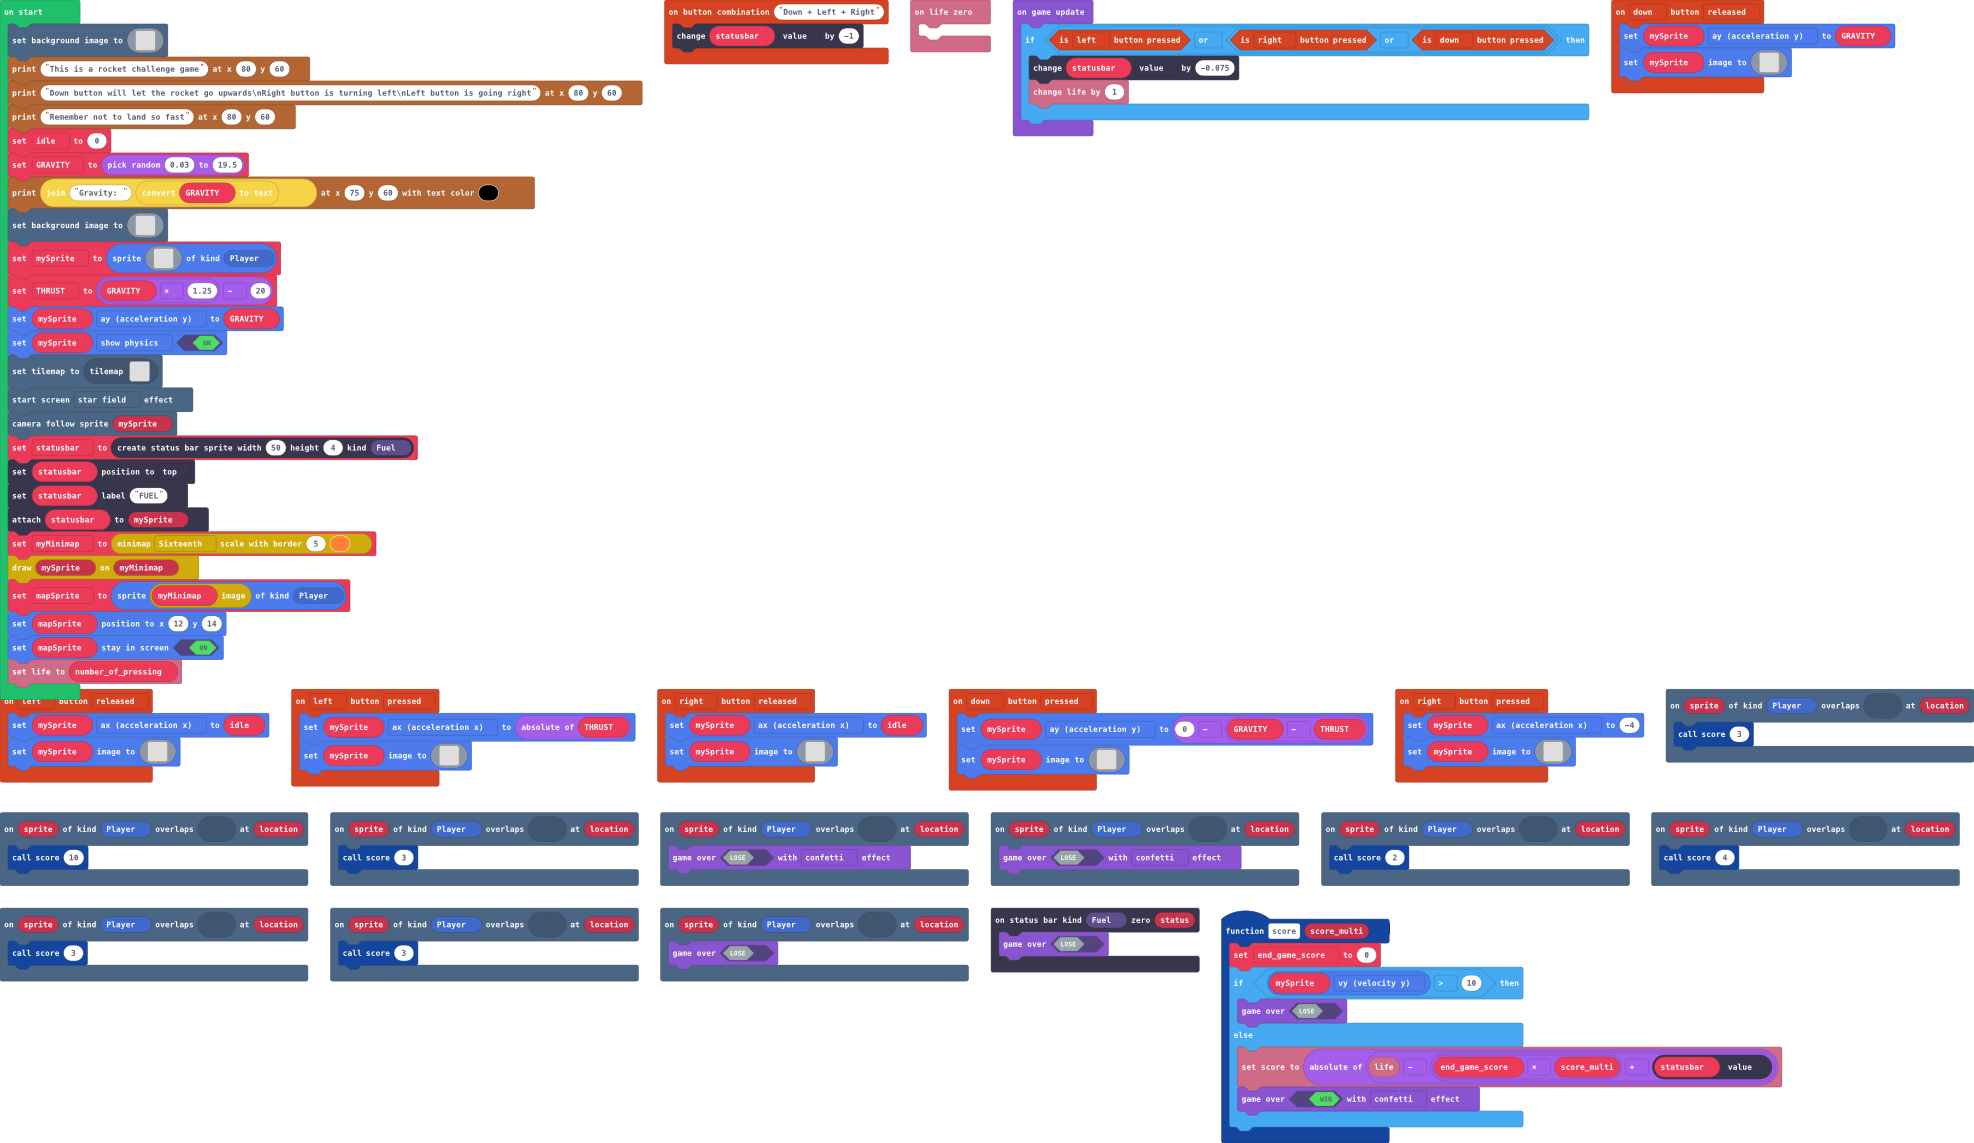 on start
set background image to
print "This is a rocket challenge game" at x 80 y 60
print "Down button will let the rocket go upwards\nRight button is turning left\nLeft button is going right" at x 80 y 60
print "Remember not to land so fast" at x 80 y 60
set idle to 0
set GRAVITY to pick random 0.03 to 19.5
print join "Gravity: " convert GRAVITY to text at x 75 y 60 with text color
set background image to
set mySprite to sprite of kind Player
set THRUST to GRAVITY × 1.25 - 20
set mySprite ay (acceleration y) to GRAVITY
set mySprite show physics ON
set tilemap to tilemap
start screen star field effect
camera follow sprite mySprite
set statusbar to create status bar sprite width 50 height 4 kind Fuel
set statusbar position to top
set statusbar label "FUEL"
attach statusbar to mySprite
set myMinimap to minimap Sixteenth scale with border 5
draw mySprite on myMinimap
set mapSprite to sprite myMinimap image of kind Player
set mapSprite position to x 12 y 14
set mapSprite stay in screen ON
set life to number_of_pressing
on button combination "Down + Left + Right"
change statusbar value by -1
on life zero
on game update
if is left button pressed or is right button pressed or is down button pressed then
change statusbar value by -0.075
change life by 1
on down button released
set mySprite ay (acceleration y) to GRAVITY
set mySprite image to
on left button released
set mySprite ax (acceleration x) to idle
set mySprite image to
on left button pressed
set mySprite ax (acceleration x) to absolute of THRUST
set mySprite image to
on right button released
set mySprite ax (acceleration x) to idle
set mySprite image to
on down button pressed
set mySprite ay (acceleration y) to 0 - GRAVITY - THRUST
set mySprite image to
on right button pressed
set mySprite ax (acceleration x) to -4
set mySprite image to
on sprite of kind Player overlaps at location
call score 3
on sprite of kind Player overlaps at location
call score 10
on sprite of kind Player overlaps at location
call score 3
on sprite of kind Player overlaps at location
game over LOSE with confetti effect
on sprite of kind Player overlaps at location
game over LOSE with confetti effect
on sprite of kind Player overlaps at location
call score 2
on sprite of kind Player overlaps at location
call score 4
on sprite of kind Player overlaps at location
call score 3
on sprite of kind Player overlaps at location
call score 3
on sprite of kind Player overlaps at location
game over LOSE
on status bar kind Fuel zero status
game over LOSE
function score score_multi
set end_game_score to 0
if mySprite vy (velocity y) > 10 then
game over LOSE
else
set score to absolute of life - end_game_score × score_multi + statusbar value
game over WIN with confetti effect